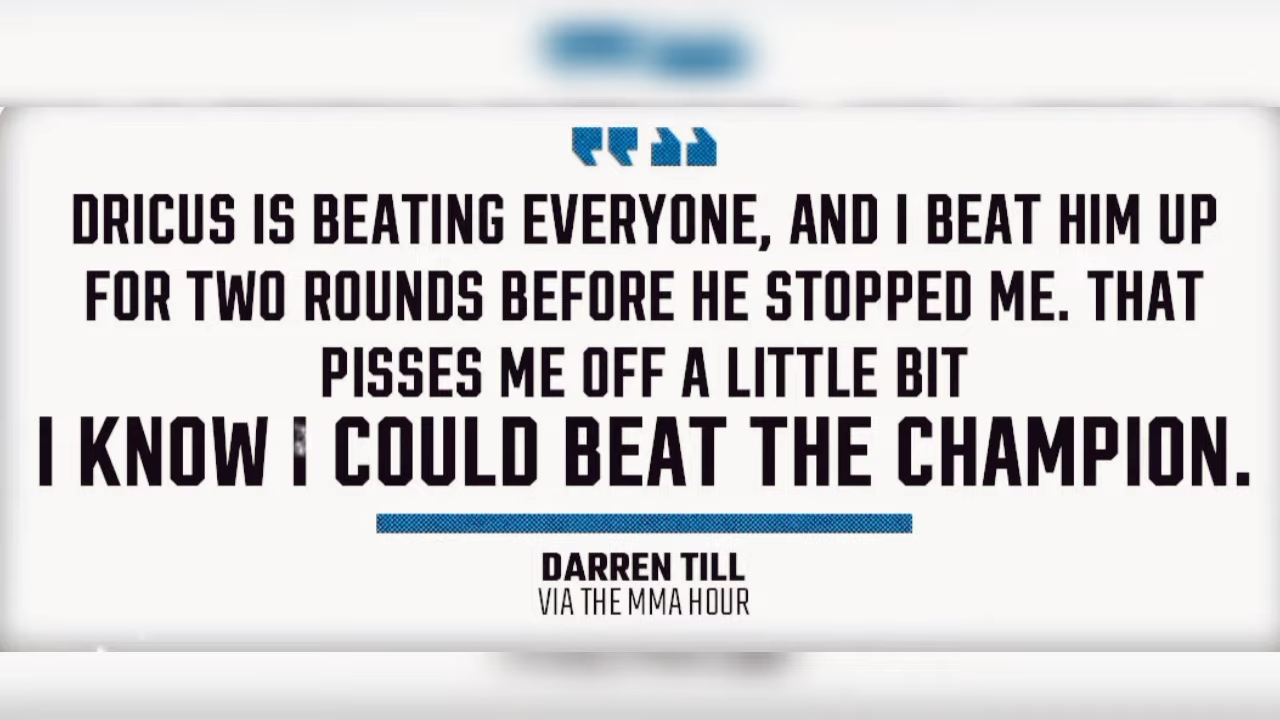 DRICUS IS BEATING EVERYONE, AND I BEAT HIM UP
FOR TWO ROUNDS BEFORE HE STOPPED ME. THAT
PISSES ME OFF A LITTLE BIT
I KNOW I COULD BEAT THE CHAMPION.
DARREN TILL
VIA THE MMA HOUR